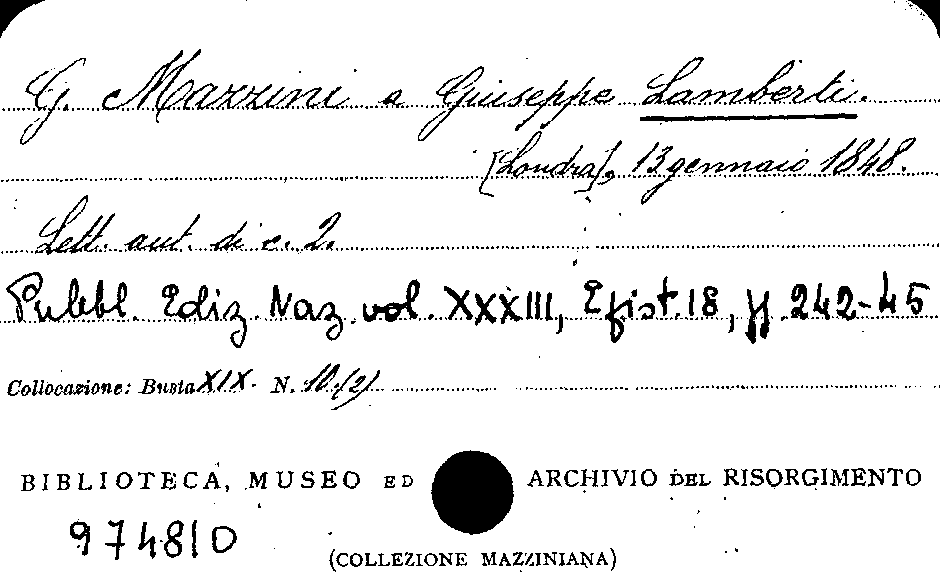 G. Mazzini a Giuseppe Lamberti.
[Londra], 13 gennaio 1848.
Lett. aut. di c. 2.
Pubbl. Ediz. Naz. vol. XXXIII, Epist. 18, pp. 242-45
Collocazione: Busta XIX. N. 10.(2)
BIBLIOTECA, MUSEO ED ARCHIVIO DEL RISORGIMENTO
974810
(COLLEZIONE MAZZINIANA)